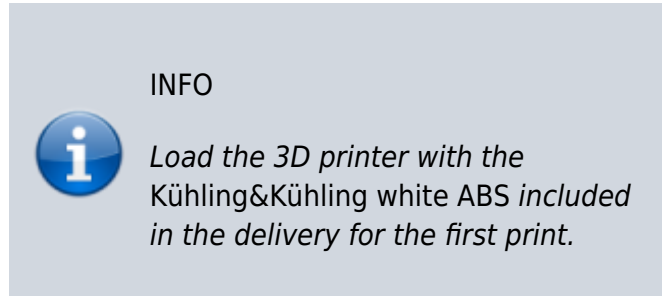 INFO
Load the 3D printer with the
Kühling&Kühling white ABS included
in the delivery for the first print.